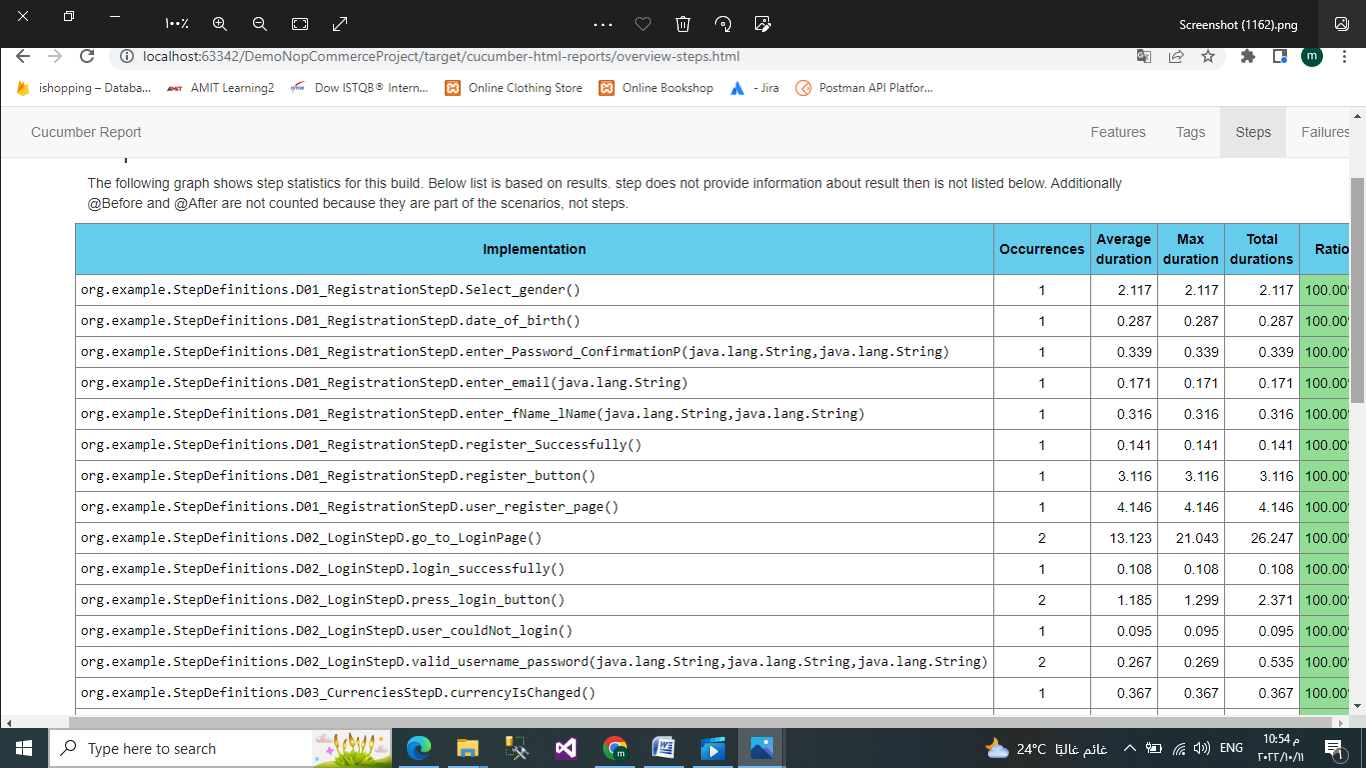 ١٠٠٪
Screenshot (1162).png
localhost:63342/DemoNopCommerceProject/target/cucumber-html-reports/overview-steps.html
m
ishopping – Databa...
AMIT Learning2
Dow ISTQB® Intern...
Online Clothing Store
Online Bookshop
- Jira
Postman API Platfor...
Cucumber Report
Features
Tags
Steps
Failures
The following graph shows step statistics for this build. Below list is based on results. step does not provide information about result then is not listed below. Additionally
@Before and @After are not counted because they are part of the scenarios, not steps.
Implementation Occurrences Average duration Max duration Total durations Ratio
org.example.StepDefinitions.D01_RegistrationStepD.Select_gender() 1 2.117 2.117 2.117 100.00%
org.example.StepDefinitions.D01_RegistrationStepD.date_of_birth() 1 0.287 0.287 0.287 100.00%
org.example.StepDefinitions.D01_RegistrationStepD.enter_Password_ConfirmationP(java.lang.String,java.lang.String) 1 0.339 0.339 0.339 100.00%
org.example.StepDefinitions.D01_RegistrationStepD.enter_email(java.lang.String) 1 0.171 0.171 0.171 100.00%
org.example.StepDefinitions.D01_RegistrationStepD.enter_fName_lName(java.lang.String,java.lang.String) 1 0.316 0.316 0.316 100.00%
org.example.StepDefinitions.D01_RegistrationStepD.register_Successfully() 1 0.141 0.141 0.141 100.00%
org.example.StepDefinitions.D01_RegistrationStepD.register_button() 1 3.116 3.116 3.116 100.00%
org.example.StepDefinitions.D01_RegistrationStepD.user_register_page() 1 4.146 4.146 4.146 100.00%
org.example.StepDefinitions.D02_LoginStepD.go_to_LoginPage() 2 13.123 21.043 26.247 100.00%
org.example.StepDefinitions.D02_LoginStepD.login_successfully() 1 0.108 0.108 0.108 100.00%
org.example.StepDefinitions.D02_LoginStepD.press_login_button() 2 1.185 1.299 2.371 100.00%
org.example.StepDefinitions.D02_LoginStepD.user_couldNot_login() 1 0.095 0.095 0.095 100.00%
org.example.StepDefinitions.D02_LoginStepD.valid_username_password(java.lang.String,java.lang.String,java.lang.String) 2 0.267 0.269 0.535 100.00%
org.example.StepDefinitions.D03_CurrenciesStepD.currencyIsChanged() 1 0.367 0.367 0.367 100.00%
Type here to search
24°C غائم غالبًا
ENG
10:54 م
٢٠٢٢/١٠/١١
1